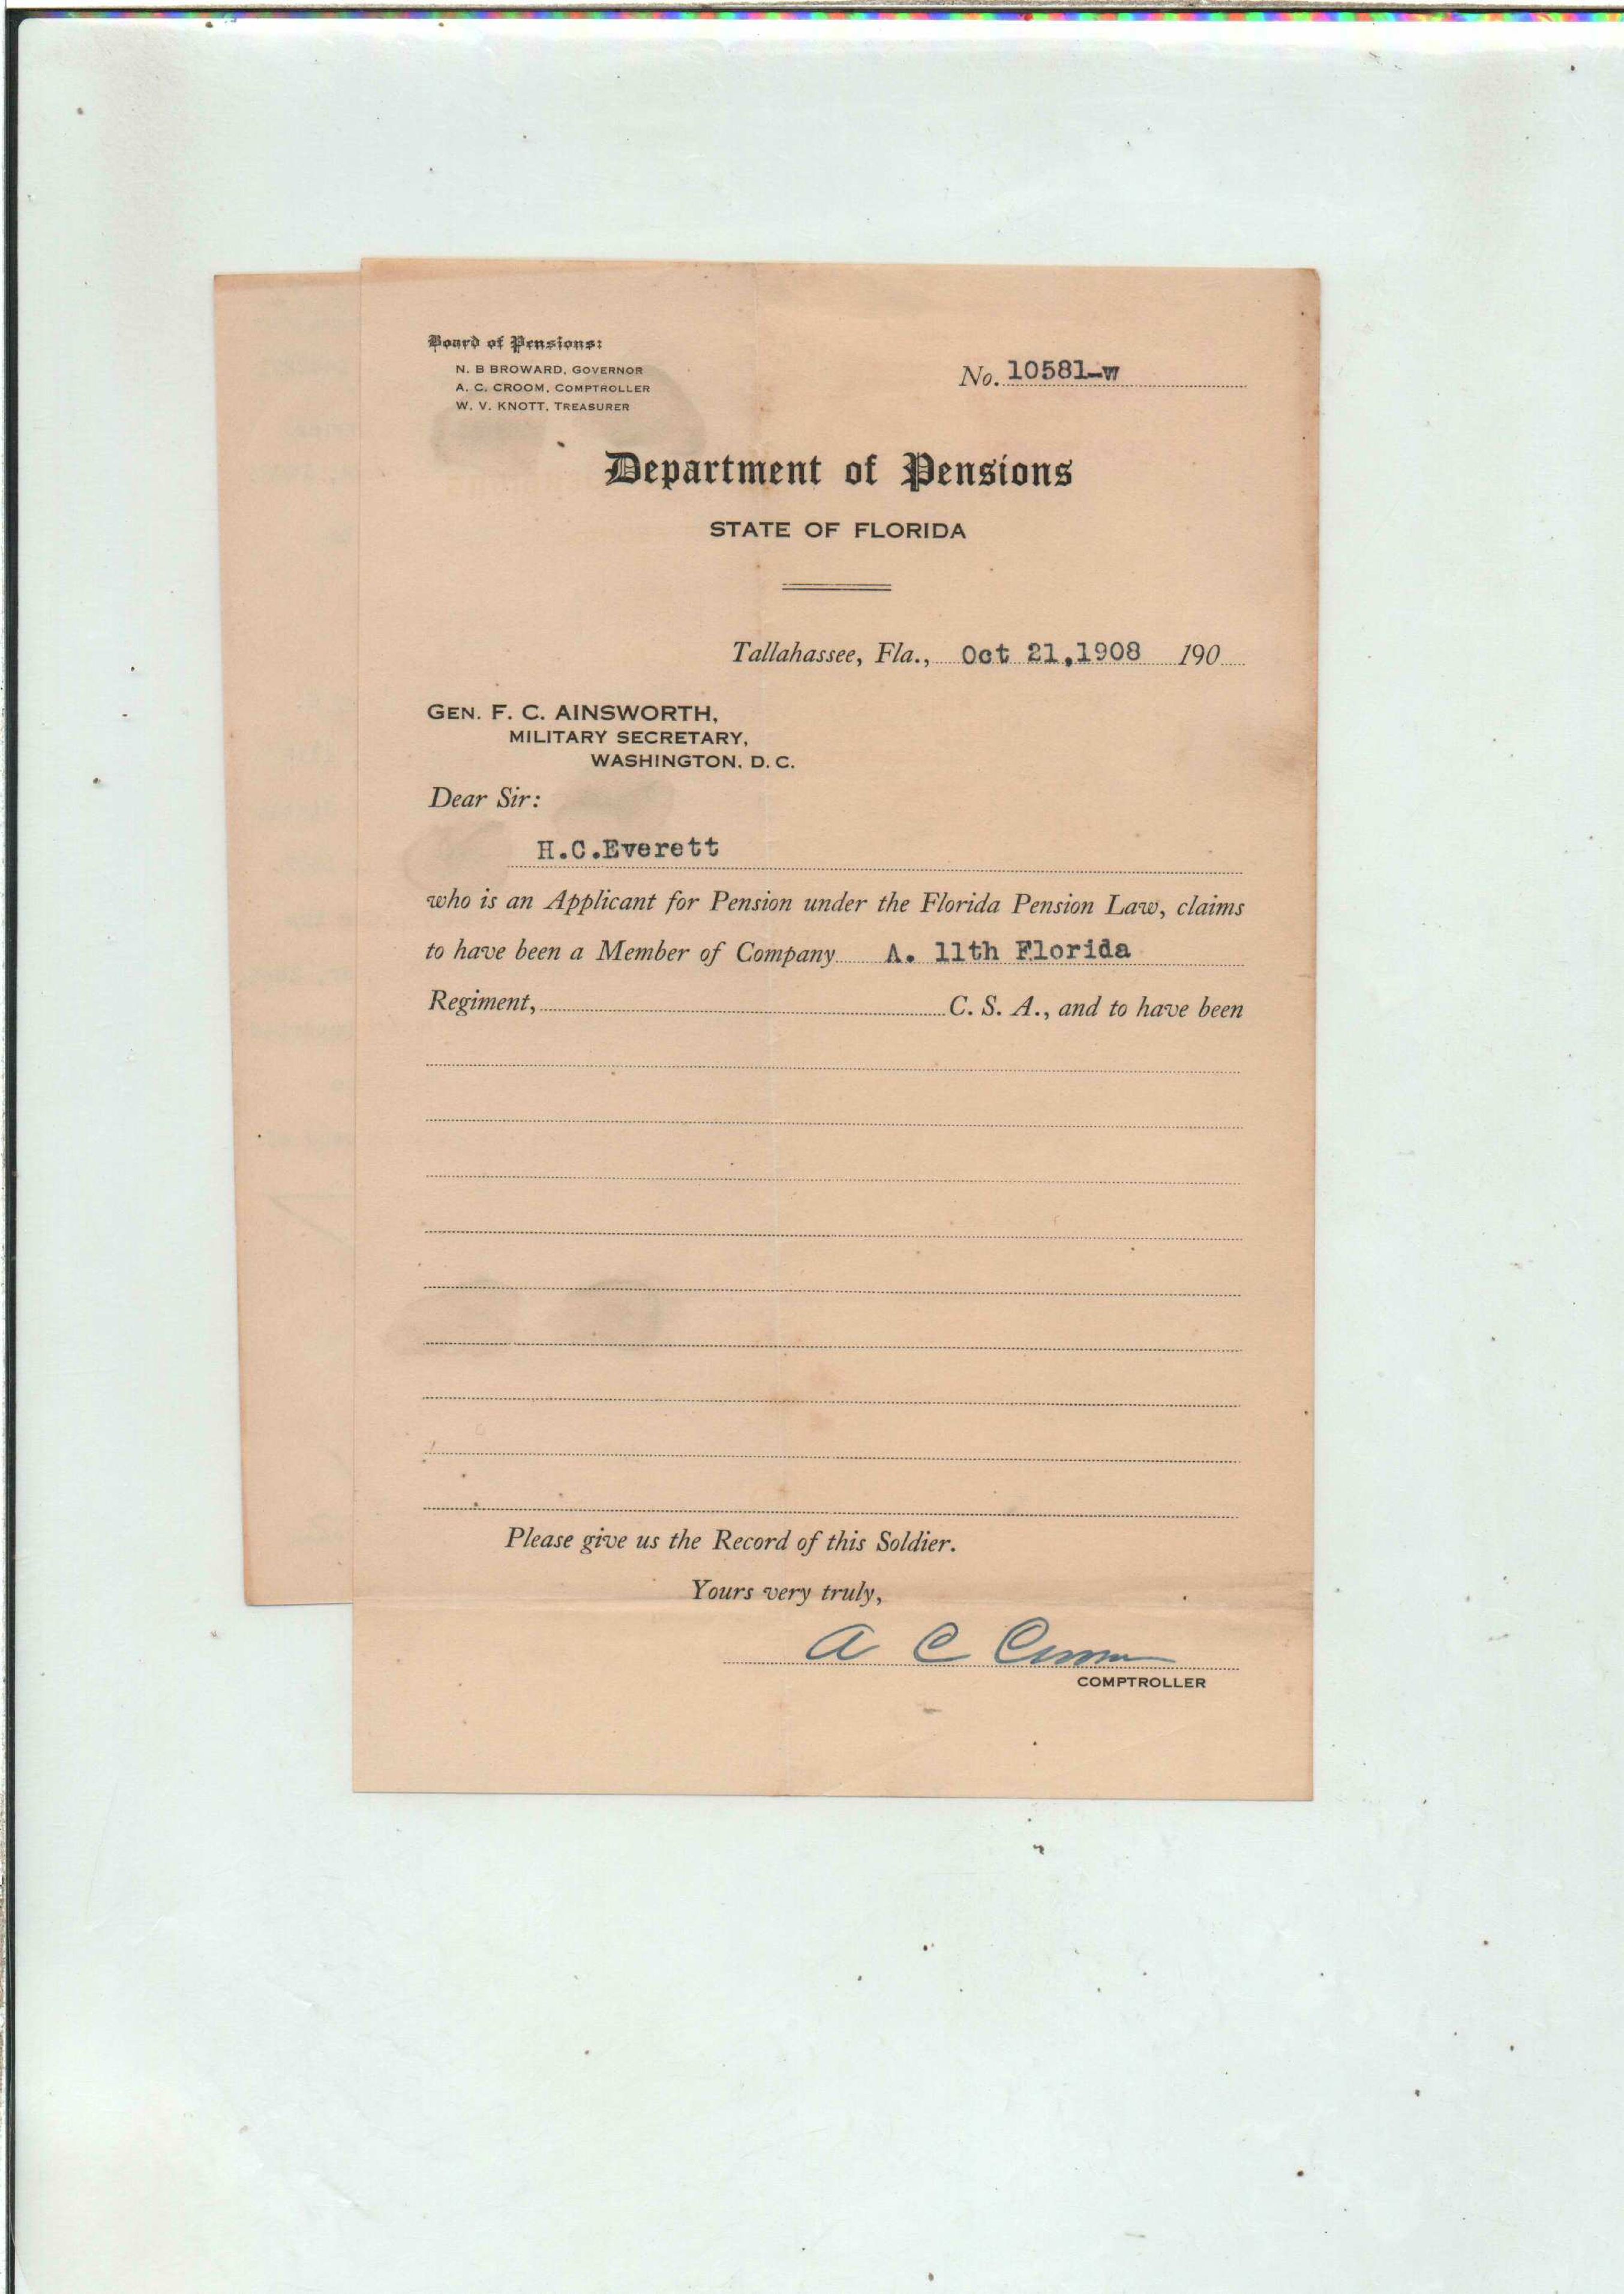 Board of Pensions:
N. B BROWARD, GOVERNOR
A. C. CROOM, COMPTROLLER
W. V. KNOTT, TREASURER
No. 10581-W
Department of Pensions
STATE OF FLORIDA
Tallahassee, Fla., Oct 21,1908 190
GEN. F. C. AINSWORTH,
MILITARY SECRETARY,
WASHINGTON, D. C.
Dear Sir:
H.C.Everett
who is an Applicant for Pension under the Florida Pension Law, claims
to have been a Member of Company A. 11th Florida
Regiment, C. S. A., and to have been
Please give us the Record of this Soldier.
Yours very truly,
A C Croom
COMPTROLLER